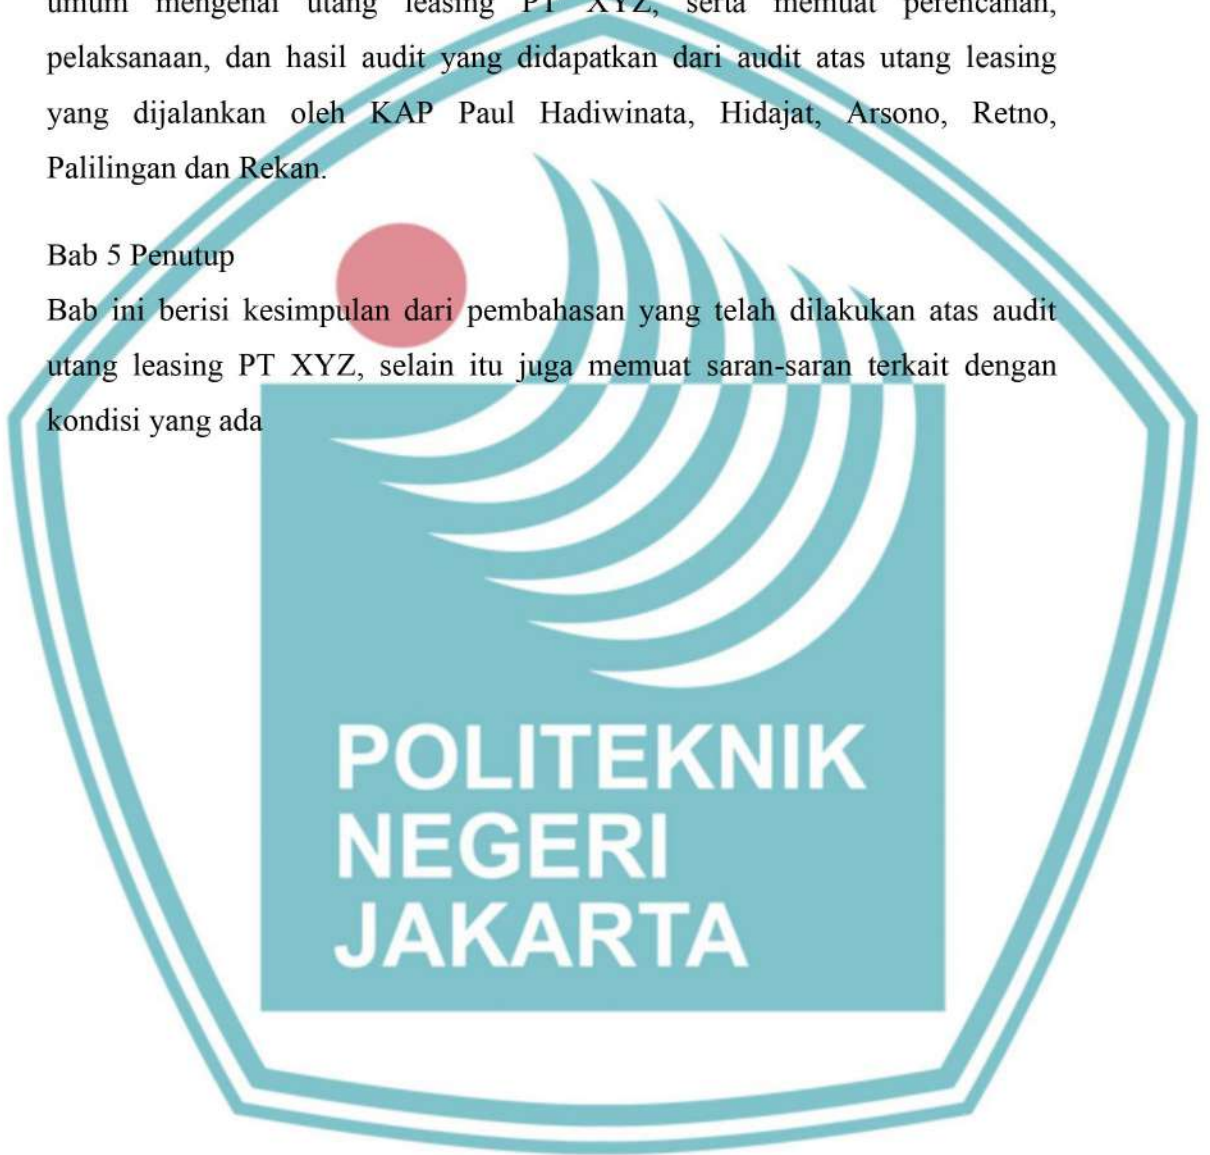 umum mengenai utang leasing PT XYZ, serta memuat perencanan,
pelaksanaan, dan hasil audit yang didapatkan dari audit atas utang leasing
yang dijalankan oleh KAP Paul Hadiwinata, Hidajat, Arsono, Retno,
Palilingan dan Rekan.
Bab 5 Penutup
Bab ini berisi kesimpulan dari pembahasan yang telah dilakukan atas audit
utang leasing PT XYZ, selain itu juga memuat saran-saran terkait dengan
kondisi yang ada
POLITEKNIK
NEGERI
JAKARTA